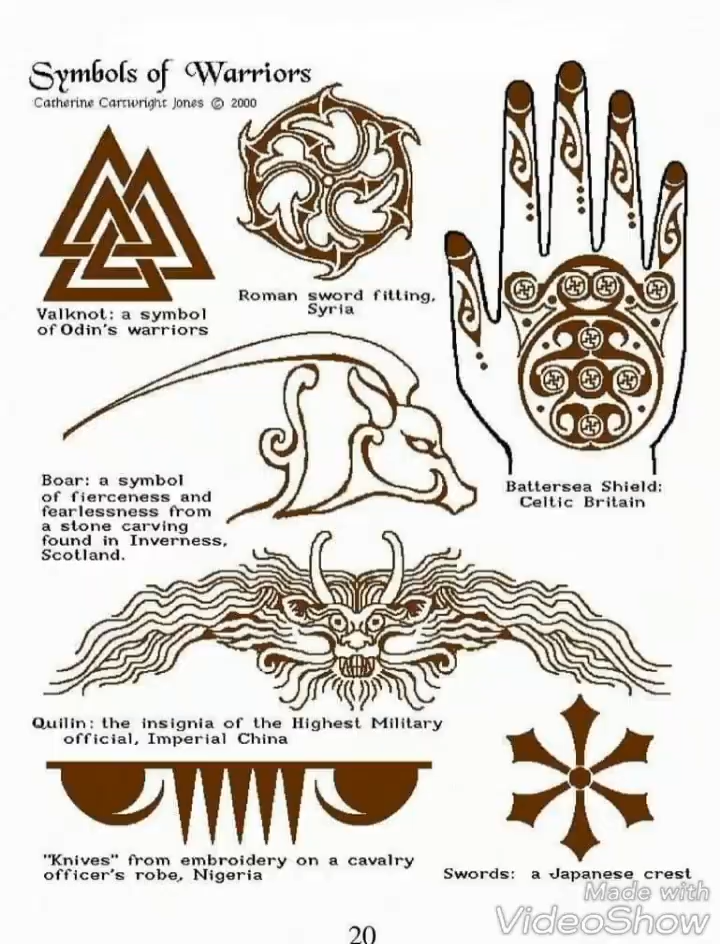 Symbols of Warriors
Catherine Cartwright Jones © 2000
Valknot: a symbol
of Odin's warriors
Roman sword fitting,
Syria
Battersea Shield:
Celtic Britain
Boar: a symbol
of fierceness and
fearlessness from
a stone carving
found in Inverness,
Scotland.
Quilin: the insignia of the Highest Military
official, Imperial China
"Knives" from embroidery on a cavalry
officer's robe, Nigeria
Swords: a Japanese crest
Made with
VideoShow
20